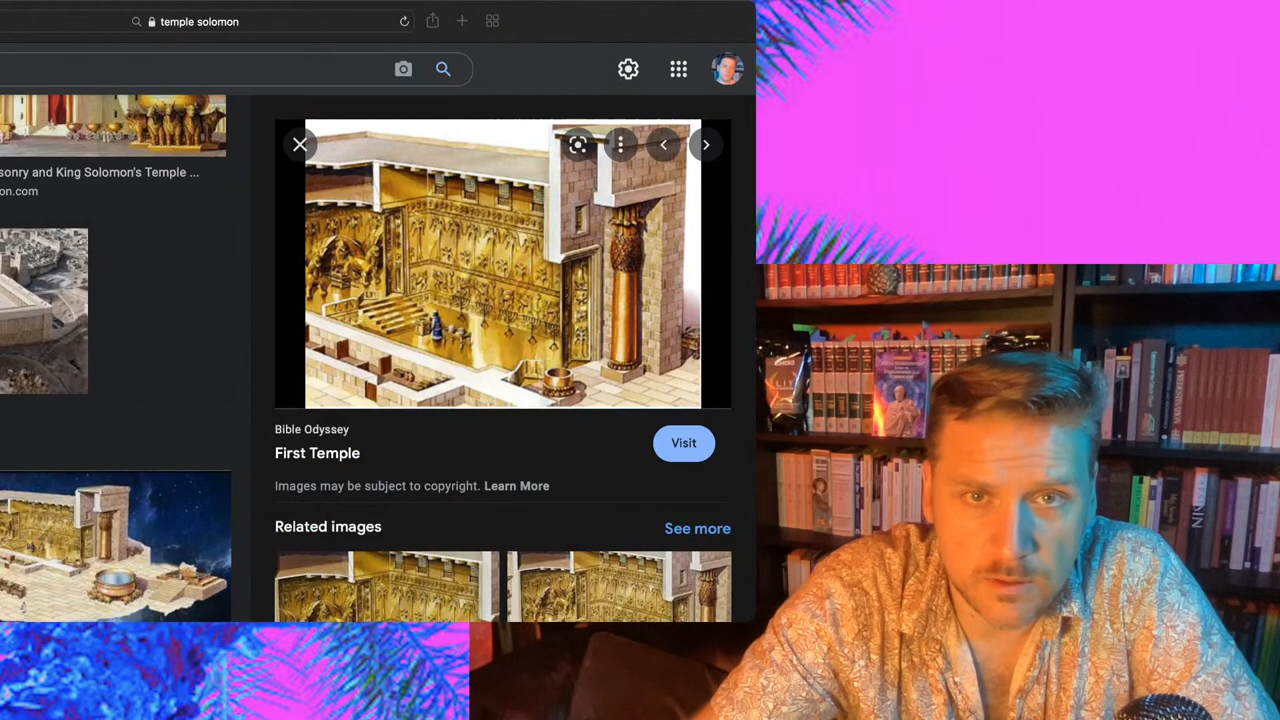 temple solomon
sonry and King Solomon's Temple ...
on.com
Bible Odyssey
First Temple
Visit
Images may be subject to copyright. Learn More
Related images
See more